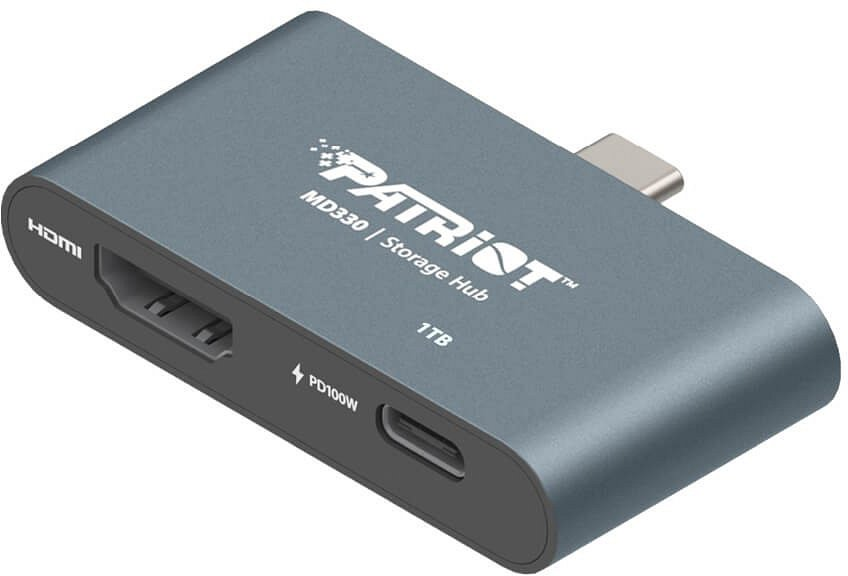 PATRiOT™
MD330 | Storage Hub
1TB
HDMI
PD100W